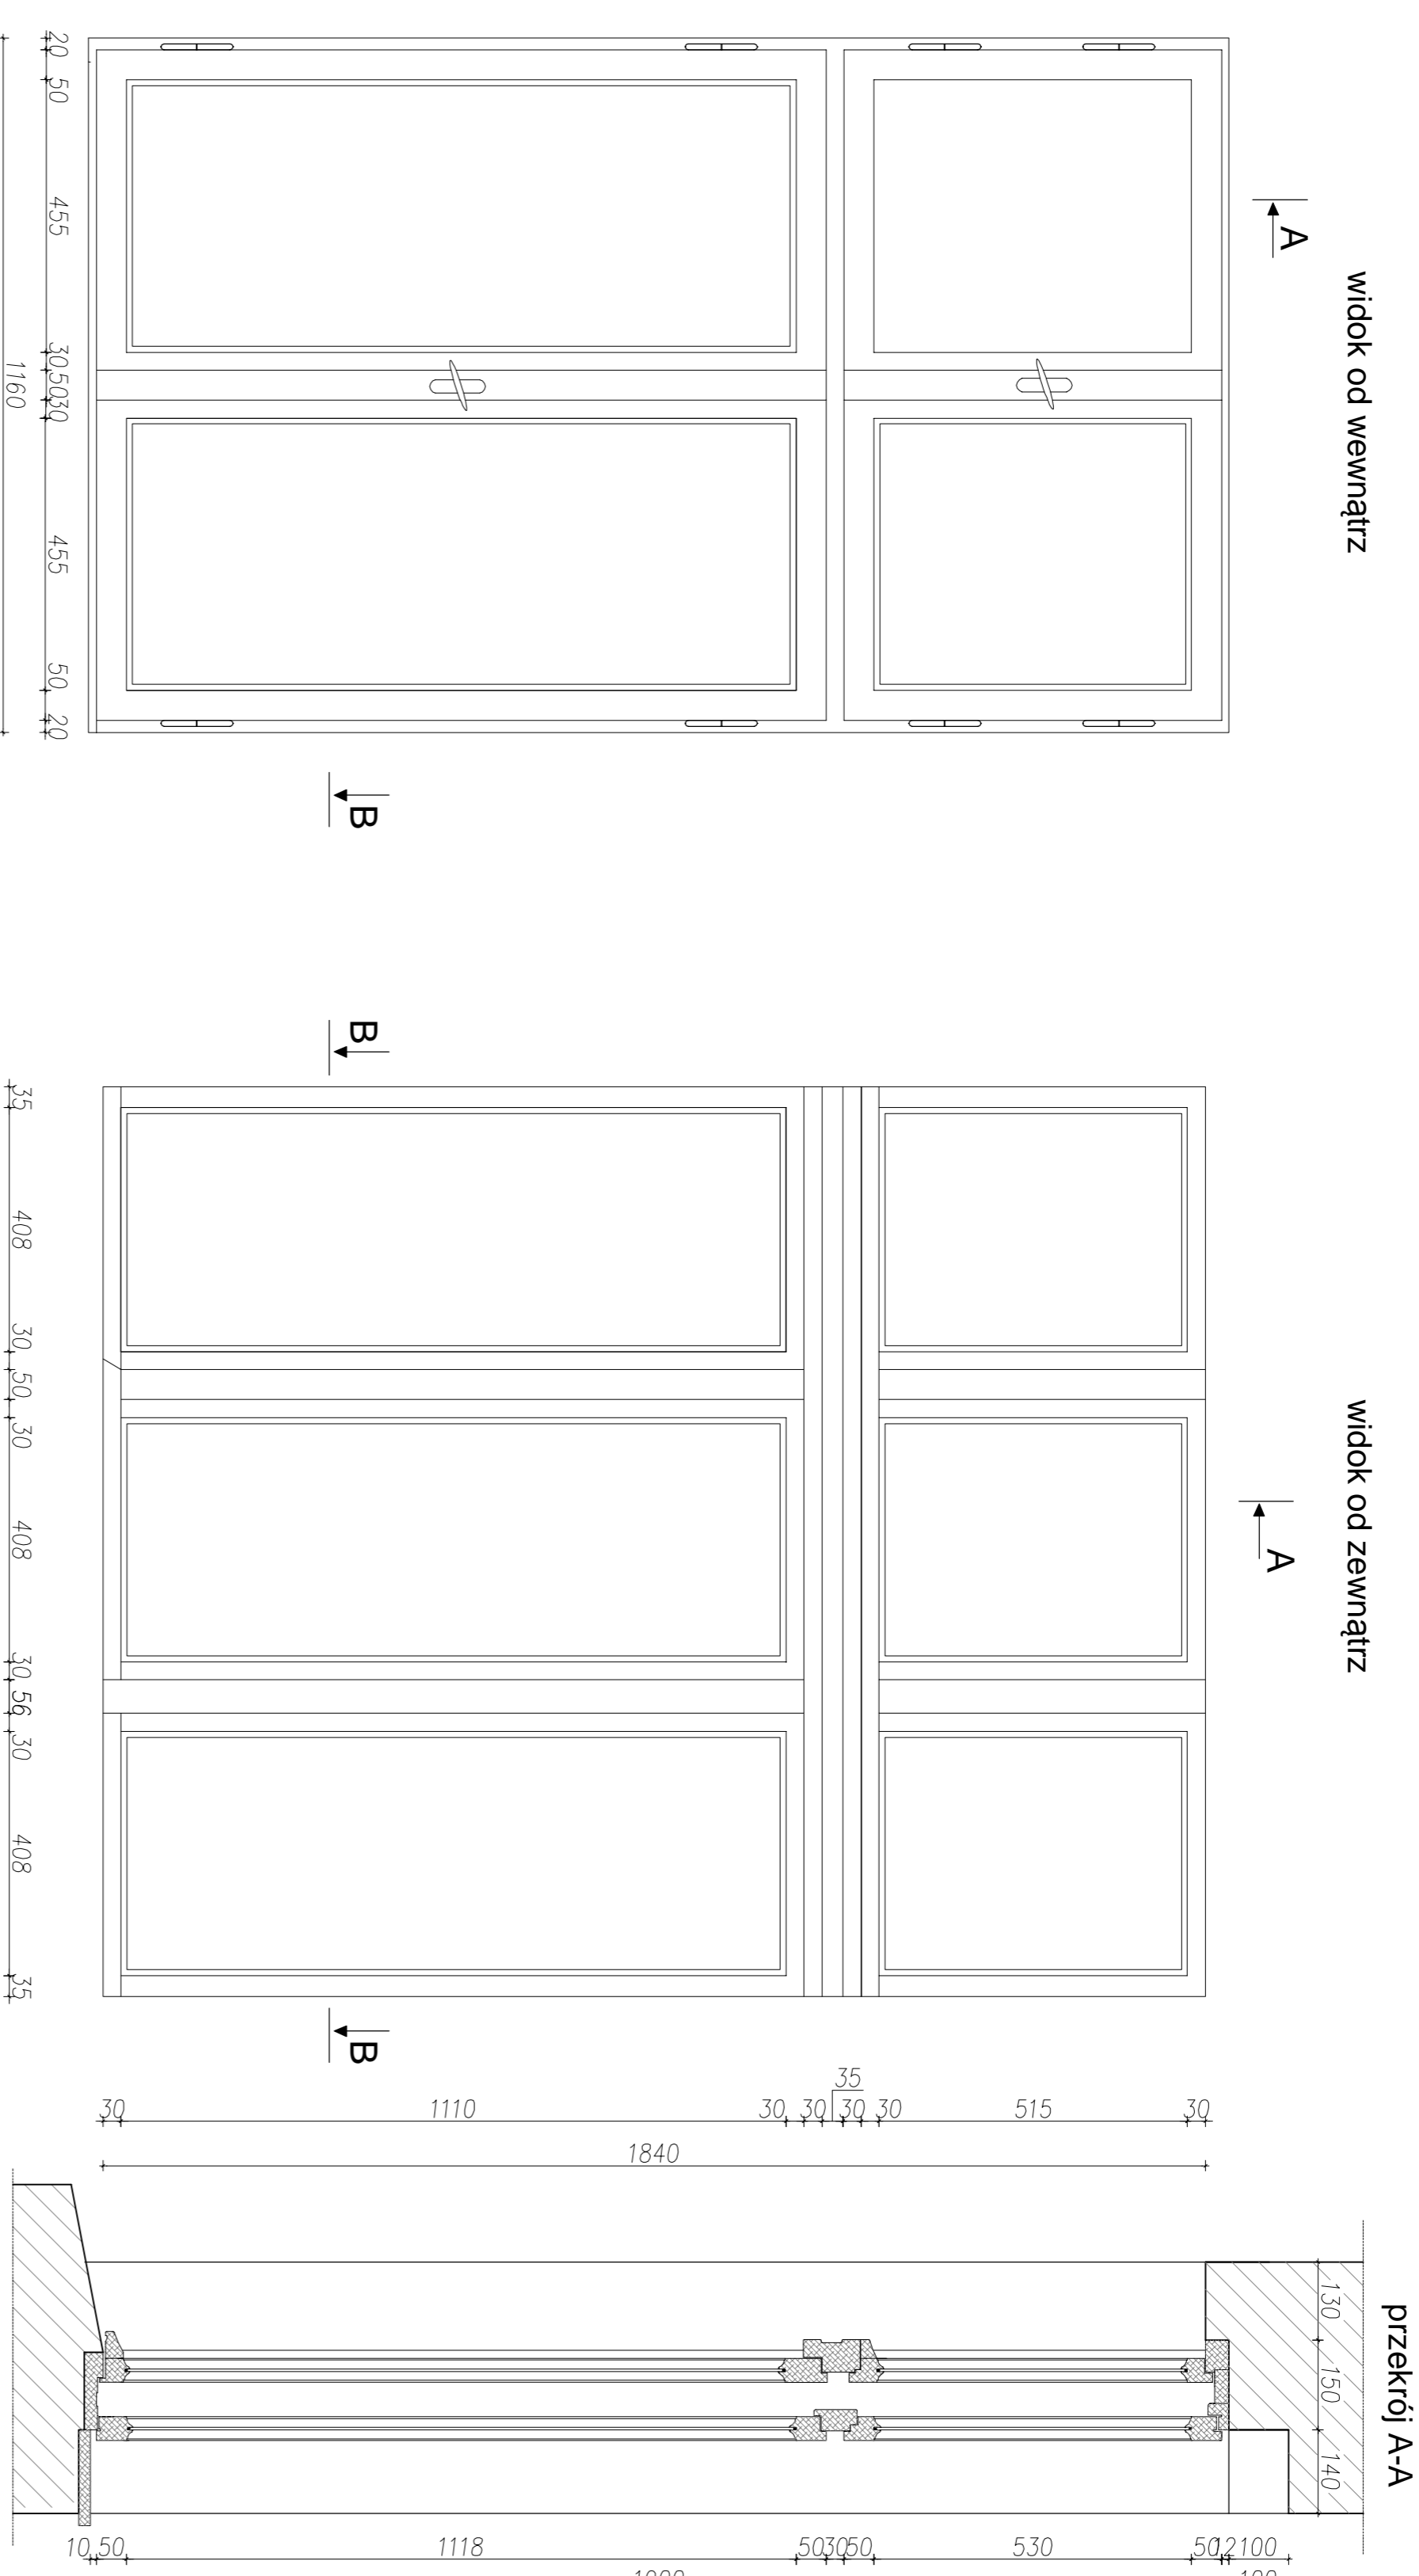 widok od wewnątrz
A
20 50 455 30 50 30 455 50 20
1160
B
widok od zewnątrz
A
B
B
35 408 30 50 30 408 30 56 30 408 35
przekrój A-A
30 1110 30 30 35 30 30 515 30
1840
130 150 140
10 50 1118 50 30 50 530 50 12 100